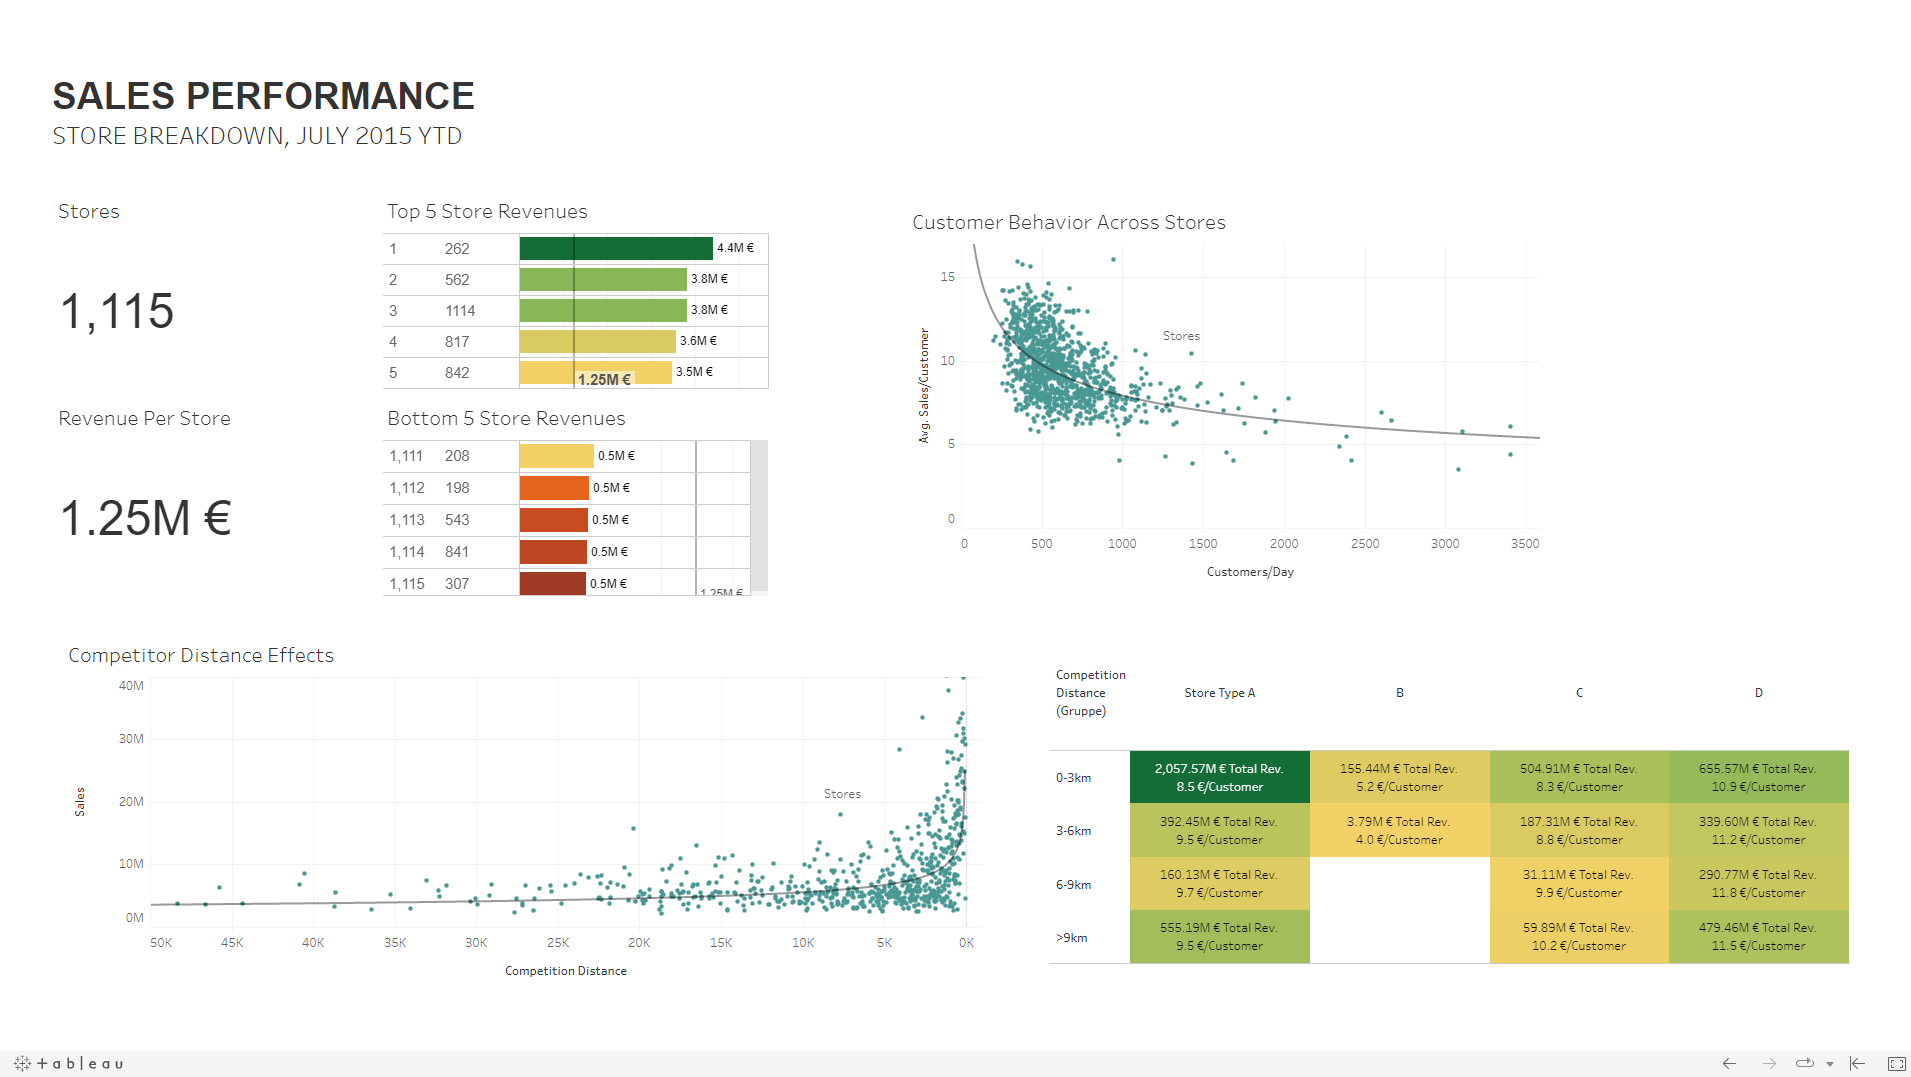 SALES PERFORMANCE
STORE BREAKDOWN, JULY 2015 YTD
Stores
1,115
Revenue Per Store
1.25M €
Top 5 Store Revenues
1 262 4.4M €
2 562 3.8M €
3 1114 3.8M €
4 817 3.6M €
5 842 3.5M €
1.25M €
Bottom 5 Store Revenues
1,111 208 0.5M €
1,112 198 0.5M €
1,113 543 0.5M €
1,114 841 0.5M €
1,115 307 0.5M €
1.25M €
Customer Behavior Across Stores
Avg. Sales/Customer
15
10
5
0
Stores
0 500 1000 1500 2000 2500 3000 3500
Customers/Day
Competitor Distance Effects
Sales
40M
30M
20M
10M
0M
Stores
50K 45K 40K 35K 30K 25K 20K 15K 10K 5K 0K
Competition Distance
Competition
Distance
(Gruppe)
Store Type A B C D
0-3km
2,057.57M € Total Rev. 155.44M € Total Rev. 504.91M € Total Rev. 655.57M € Total Rev.
8.5 €/Customer 5.2 €/Customer 8.3 €/Customer 10.9 €/Customer
3-6km
392.45M € Total Rev. 3.79M € Total Rev. 187.31M € Total Rev. 339.60M € Total Rev.
9.5 €/Customer 4.0 €/Customer 8.8 €/Customer 11.2 €/Customer
6-9km
160.13M € Total Rev. 31.11M € Total Rev. 290.77M € Total Rev.
9.7 €/Customer 9.9 €/Customer 11.8 €/Customer
>9km
555.19M € Total Rev. 59.89M € Total Rev. 479.46M € Total Rev.
9.5 €/Customer 10.2 €/Customer 11.5 €/Customer
tableau